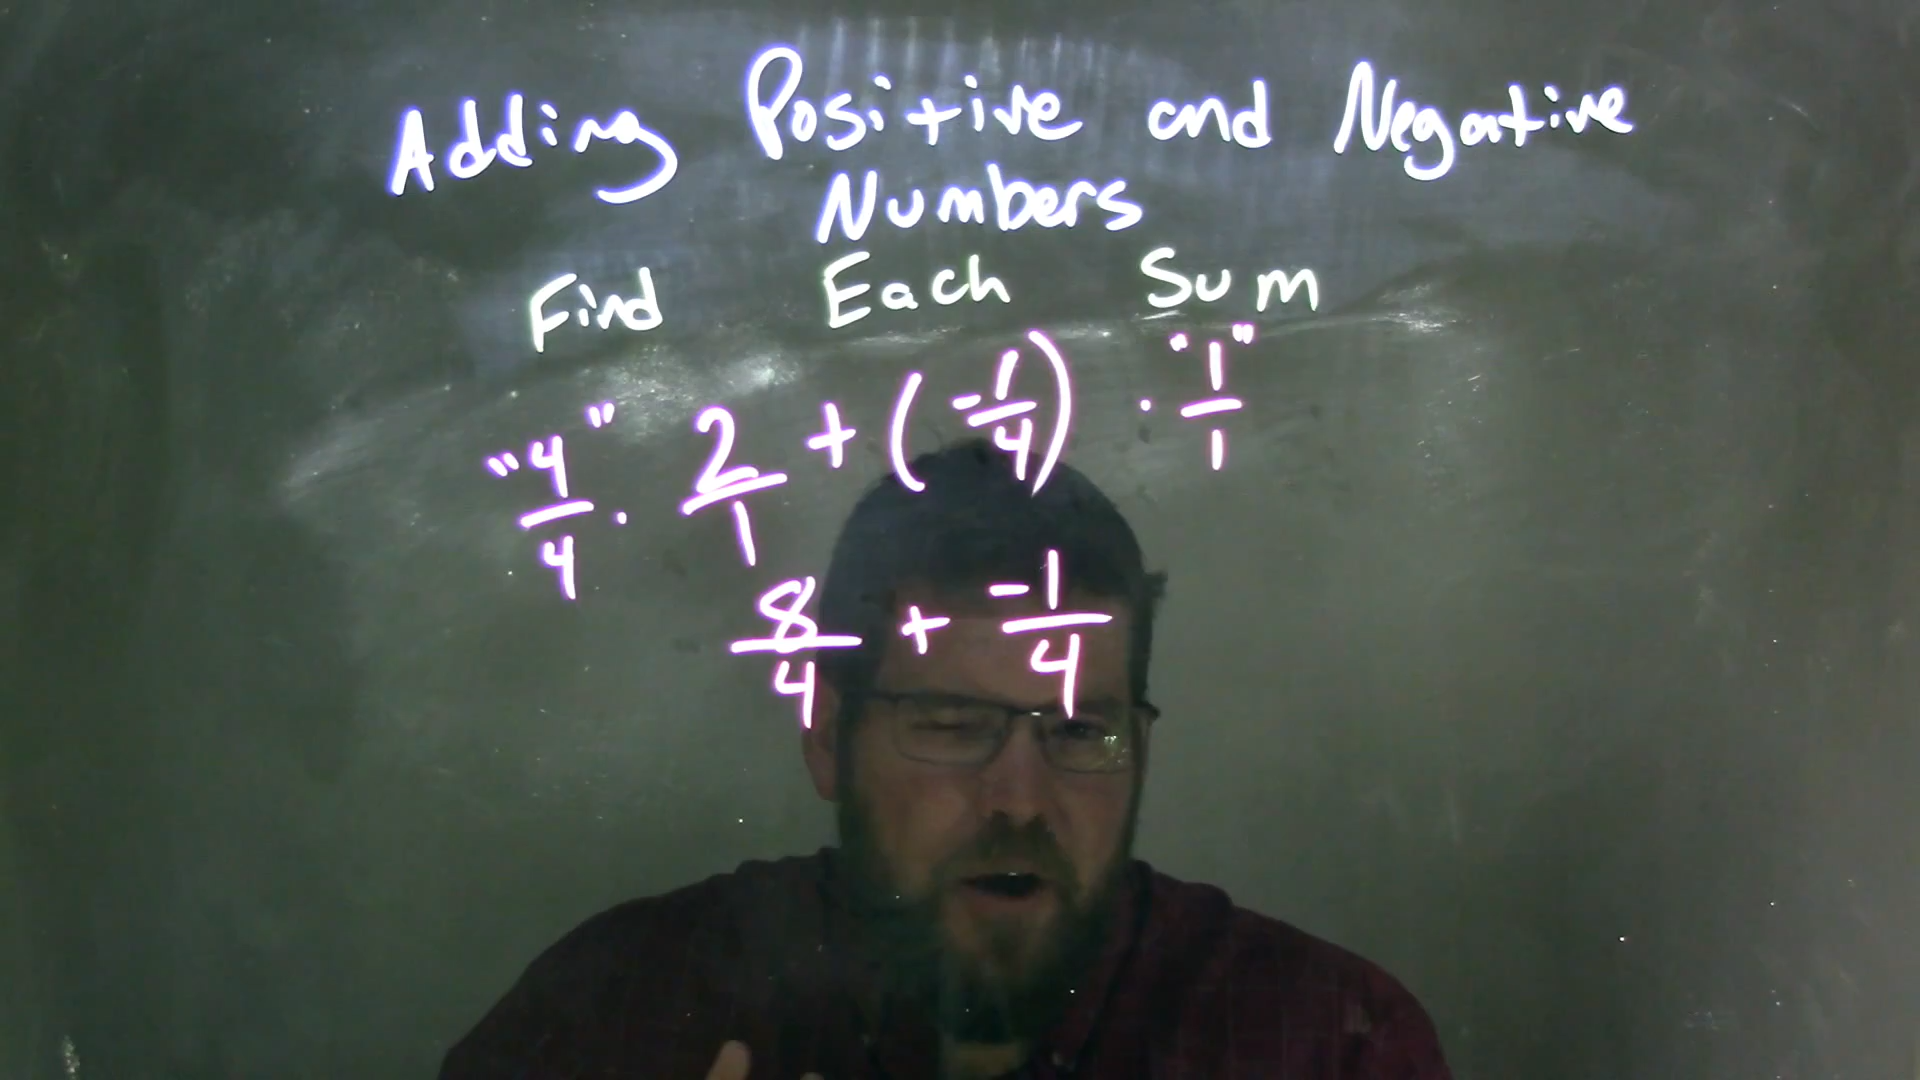 Adding Positive and Negative
Numbers
Find Each Sum
"4/4" · 2/1 + (-1/4) · "1/1"
8/4 + -1/4